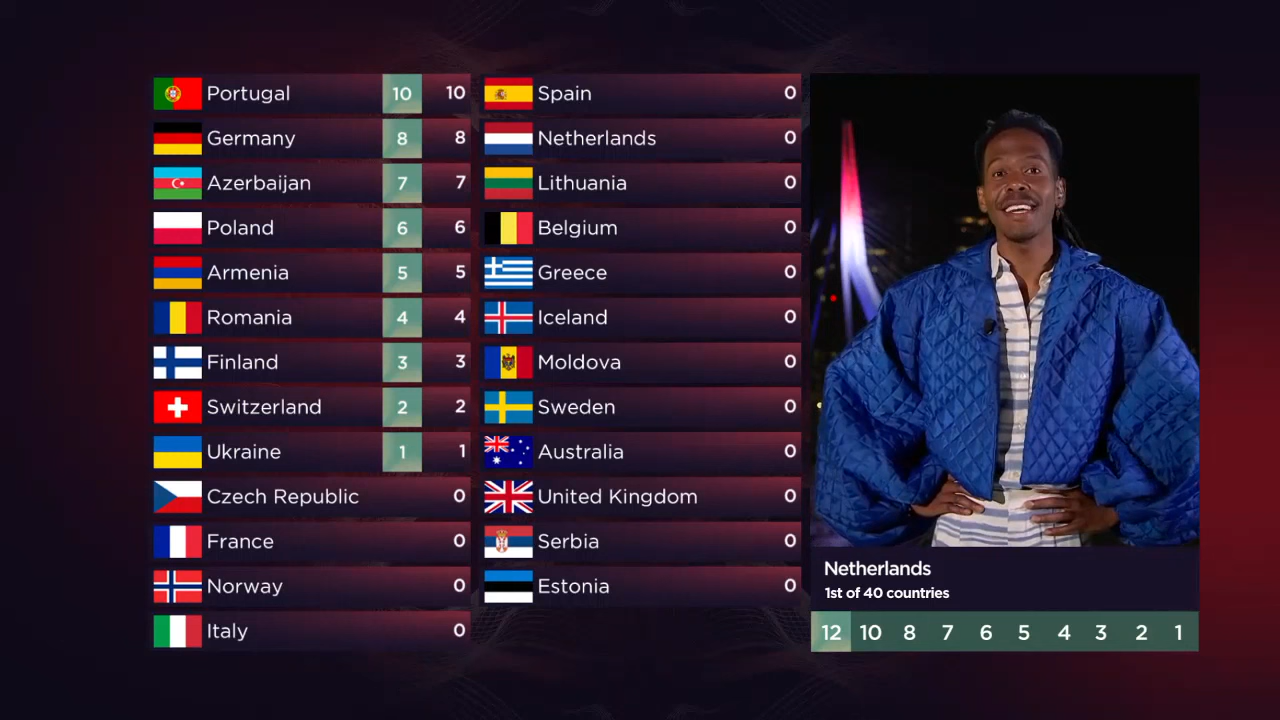 Portugal 10 10
Germany 8 8
Azerbaijan 7 7
Poland 6 6
Armenia 5 5
Romania 4 4
Finland 3 3
Switzerland 2 2
Ukraine 1 1
Czech Republic 0
France 0
Norway 0
Italy 0
Spain 0
Netherlands 0
Lithuania 0
Belgium 0
Greece 0
Iceland 0
Moldova 0
Sweden 0
Australia 0
United Kingdom 0
Serbia 0
Estonia 0
Netherlands
1st of 40 countries
12 10 8 7 6 5 4 3 2 1